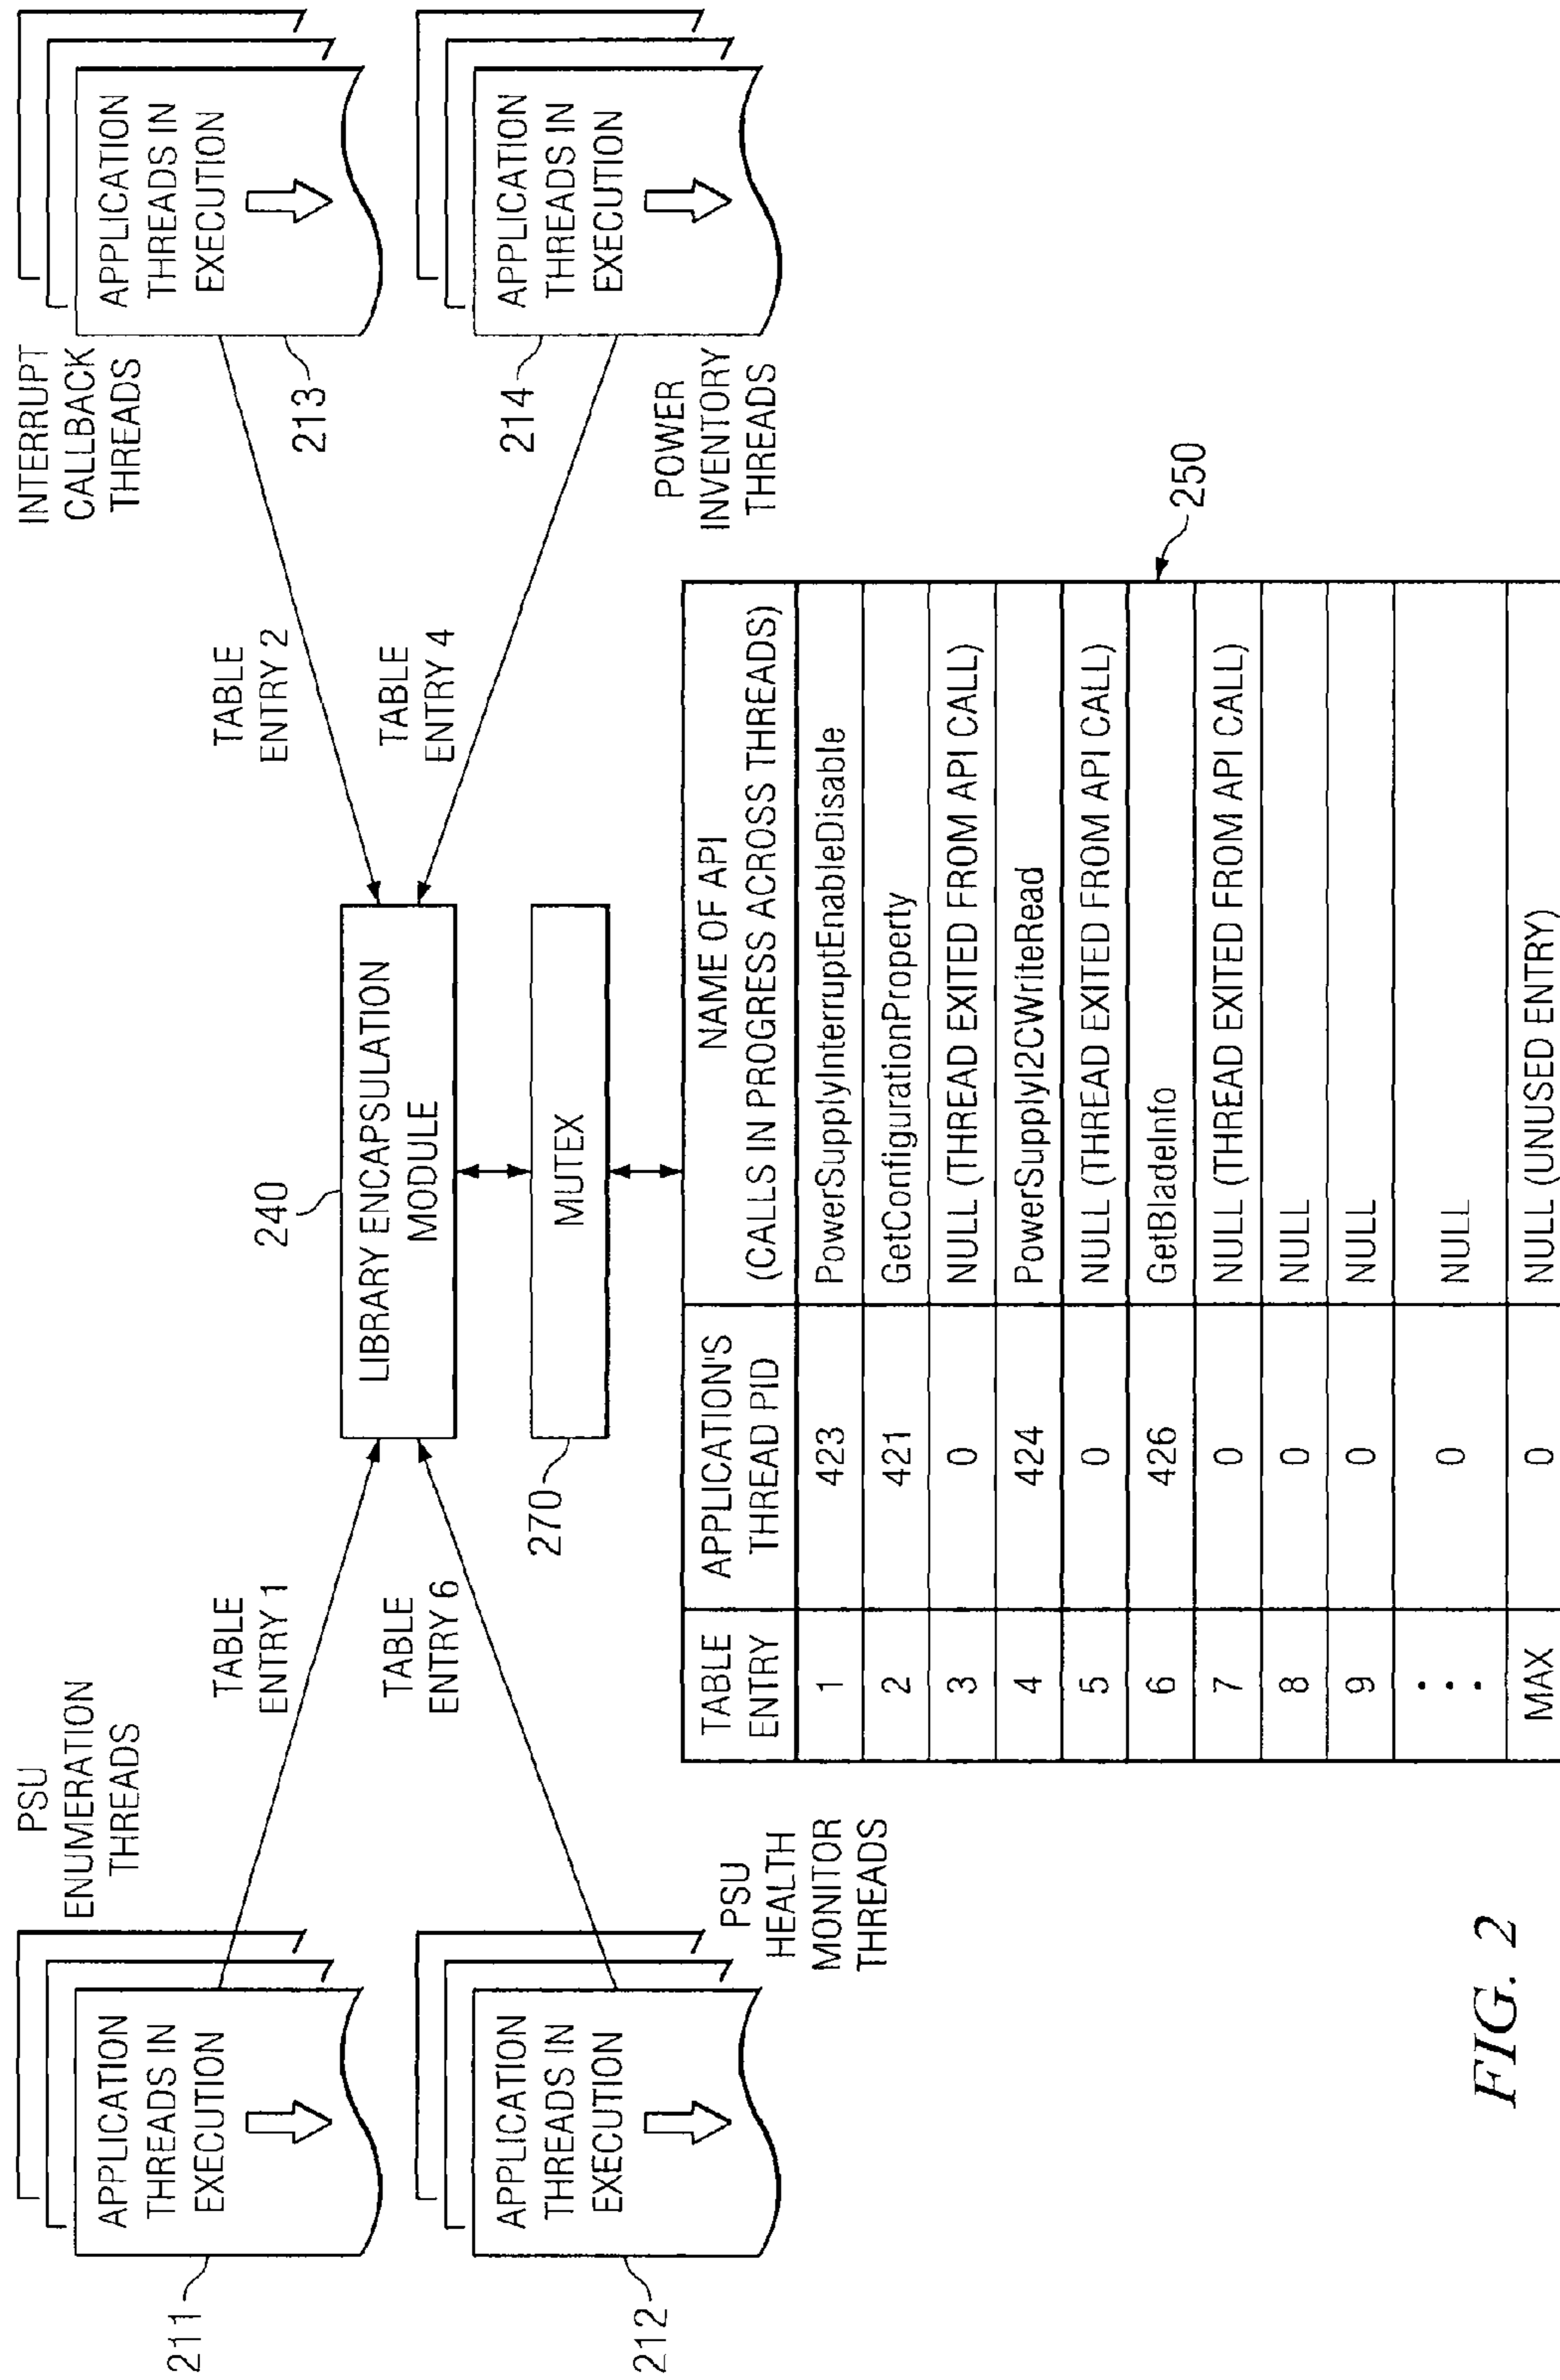 PSU
ENUMERATION
THREADS
APPLICATION
THREADS IN
EXECUTION
211
TABLE
ENTRY 1
APPLICATION
THREADS IN
EXECUTION
212
PSU
HEALTH
MONITOR
THREADS
TABLE
ENTRY 6
240
LIBRARY ENCAPSULATION
MODULE
270
MUTEX
INTERRUPT
CALLBACK
THREADS
APPLICATION
THREADS IN
EXECUTION
213
TABLE
ENTRY 2
APPLICATION
THREADS IN
EXECUTION
214
POWER
INVENTORY
THREADS
TABLE
ENTRY 4
250
TABLE ENTRY APPLICATION'S THREAD PID NAME OF API (CALLS IN PROGRESS ACROSS THREADS)
1 423 PowerSupplyInterruptEnableDisable
2 421 GetConfigurationProperty
3 0 NULL (THREAD EXITED FROM API CALL)
4 424 PowerSupplyI2CWriteRead
5 0 NULL (THREAD EXITED FROM API CALL)
6 426 GetBladeInfo
7 0 NULL (THREAD EXITED FROM API CALL)
8 0 NULL
9 0 NULL
⋮ 0 NULL
MAX 0 NULL (UNUSED ENTRY)
FIG. 2